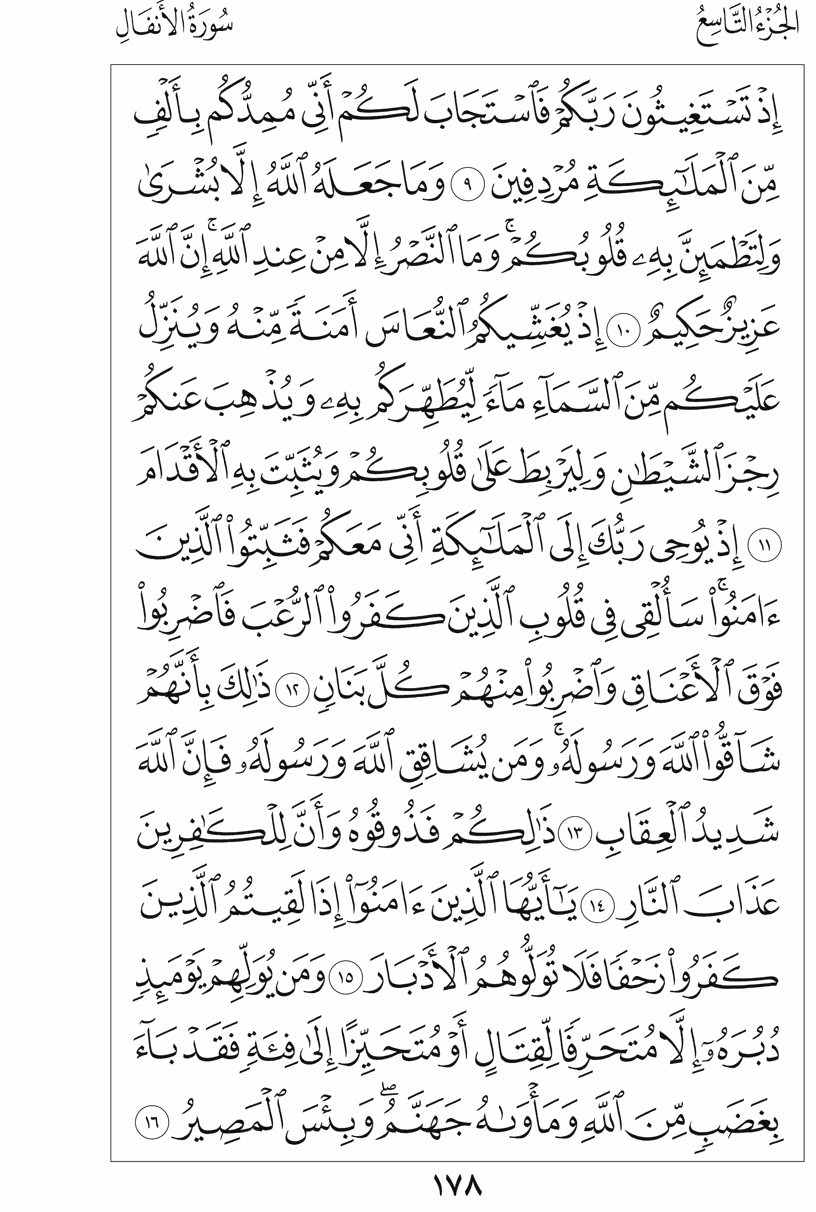 الجُزْءُ التَّاسِعُ
سُورَةُ الأَنفَالِ
إِذْ تَسْتَغِيثُونَ رَبَّكُمْ فَٱسْتَجَابَ لَكُمْ أَنِّى مُمِدُّكُم بِأَلْفٍ
مِّنَ ٱلْمَلَـٰٓئِكَةِ مُرْدِفِينَ ٩ وَمَا جَعَلَهُ ٱللَّهُ إِلَّا بُشْرَىٰ
وَلِتَطْمَئِنَّ بِهِۦ قُلُوبُكُمْ ۚ وَمَا ٱلنَّصْرُ إِلَّا مِنْ عِندِ ٱللَّهِ ۚ إِنَّ ٱللَّهَ
عَزِيزٌ حَكِيمٌ ١٠ إِذْ يُغَشِّيكُمُ ٱلنُّعَاسَ أَمَنَةً مِّنْهُ وَيُنَزِّلُ
عَلَيْكُم مِّنَ ٱلسَّمَآءِ مَآءً لِّيُطَهِّرَكُم بِهِۦ وَيُذْهِبَ عَنكُمْ
رِجْزَ ٱلشَّيْطَـٰنِ وَلِيَرْبِطَ عَلَىٰ قُلُوبِكُمْ وَيُثَبِّتَ بِهِ ٱلْأَقْدَامَ
١١ إِذْ يُوحِى رَبُّكَ إِلَى ٱلْمَلَـٰٓئِكَةِ أَنِّى مَعَكُمْ فَثَبِّتُوا۟ ٱلَّذِينَ
ءَامَنُوا۟ ۚ سَأُلْقِى فِى قُلُوبِ ٱلَّذِينَ كَفَرُوا۟ ٱلرُّعْبَ فَٱضْرِبُوا۟
فَوْقَ ٱلْأَعْنَاقِ وَٱضْرِبُوا۟ مِنْهُمْ كُلَّ بَنَانٍ ١٢ ذَٰلِكَ بِأَنَّهُمْ
شَآقُّوا۟ ٱللَّهَ وَرَسُولَهُۥ ۚ وَمَن يُشَاقِقِ ٱللَّهَ وَرَسُولَهُۥ فَإِنَّ ٱللَّهَ
شَدِيدُ ٱلْعِقَابِ ١٣ ذَٰلِكُمْ فَذُوقُوهُ وَأَنَّ لِلْكَـٰفِرِينَ
عَذَابَ ٱلنَّارِ ١٤ يَـٰٓأَيُّهَا ٱلَّذِينَ ءَامَنُوٓا۟ إِذَا لَقِيتُمُ ٱلَّذِينَ
كَفَرُوا۟ زَحْفًا فَلَا تُوَلُّوهُمُ ٱلْأَدْبَارَ ١٥ وَمَن يُوَلِّهِمْ يَوْمَئِذٍ
دُبُرَهُۥٓ إِلَّا مُتَحَرِّفًا لِّقِتَالٍ أَوْ مُتَحَيِّزًا إِلَىٰ فِئَةٍ فَقَدْ بَآءَ
بِغَضَبٍ مِّنَ ٱللَّهِ وَمَأْوَىٰهُ جَهَنَّمُ ۖ وَبِئْسَ ٱلْمَصِيرُ ١٦
١٧٨